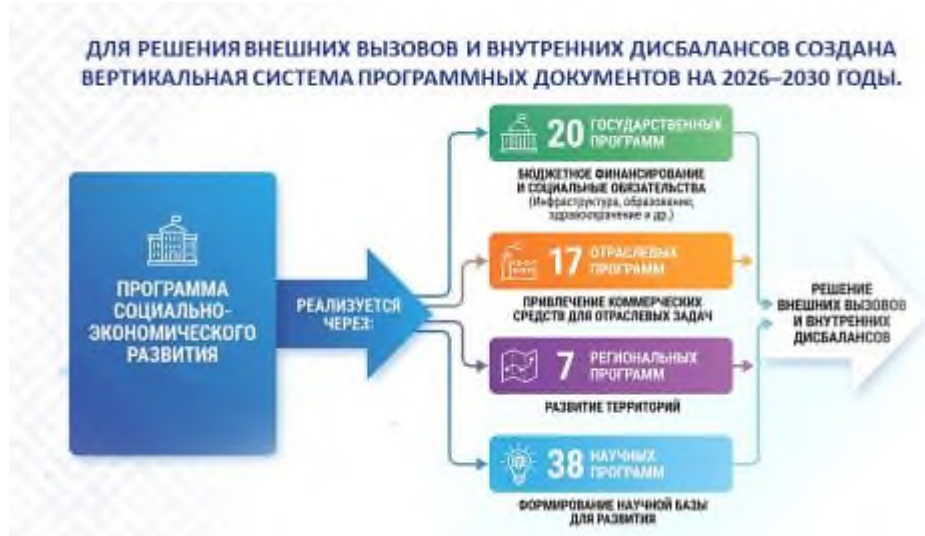 ДЛЯ РЕШЕНИЯ ВНЕШНИХ ВЫЗОВОВ И ВНУТРЕННИХ ДИСБАЛАНСОВ СОЗДАНА
ВЕРТИКАЛЬНАЯ СИСТЕМА ПРОГРАММНЫХ ДОКУМЕНТОВ НА 2026–2030 ГОДЫ.
ПРОГРАММА
СОЦИАЛЬНО-
ЭКОНОМИЧЕСКОГО
РАЗВИТИЯ
РЕАЛИЗУЕТСЯ
ЧЕРЕЗ:
20 ГОСУДАРСТВЕННЫХ
ПРОГРАММ
БЮДЖЕТНОЕ ФИНАНСИРОВАНИЕ
И СОЦИАЛЬНЫЕ ОБЯЗАТЕЛЬСТВА
(Инфраструктура, образование,
здравоохранение и др.)
17 ОТРАСЛЕВЫХ
ПРОГРАММ
ПРИВЛЕЧЕНИЕ КОММЕРЧЕСКИХ
СРЕДСТВ ДЛЯ ОТРАСЛЕВЫХ ЗАДАЧ
7 РЕГИОНАЛЬНЫХ
ПРОГРАММ
РАЗВИТИЕ ТЕРРИТОРИЙ
38 НАУЧНЫХ
ПРОГРАММ
ФОРМИРОВАНИЕ НАУЧНОЙ БАЗЫ
ДЛЯ РАЗВИТИЯ
РЕШЕНИЕ
ВНЕШНИХ ВЫЗОВОВ
И ВНУТРЕННИХ
ДИСБАЛАНСОВ